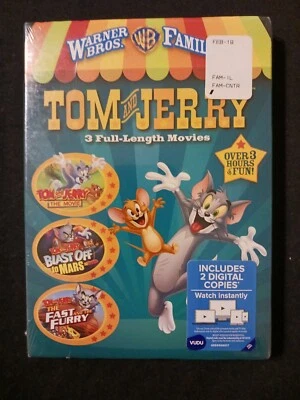 WARNER BROS. WB FAMIL
FEB-18
FAM-1L
FAM-CNTR
TOM AND JERRY
3 Full-Length Movies
OVER 3
HOURS
of FUN!
TOM and JERRY
THE MOVIE
BLAST OFF
TO MARS
THE
FAST AND
FURRY
INCLUDES
2 DIGITAL
COPIES*
Watch Instantly
VUDU